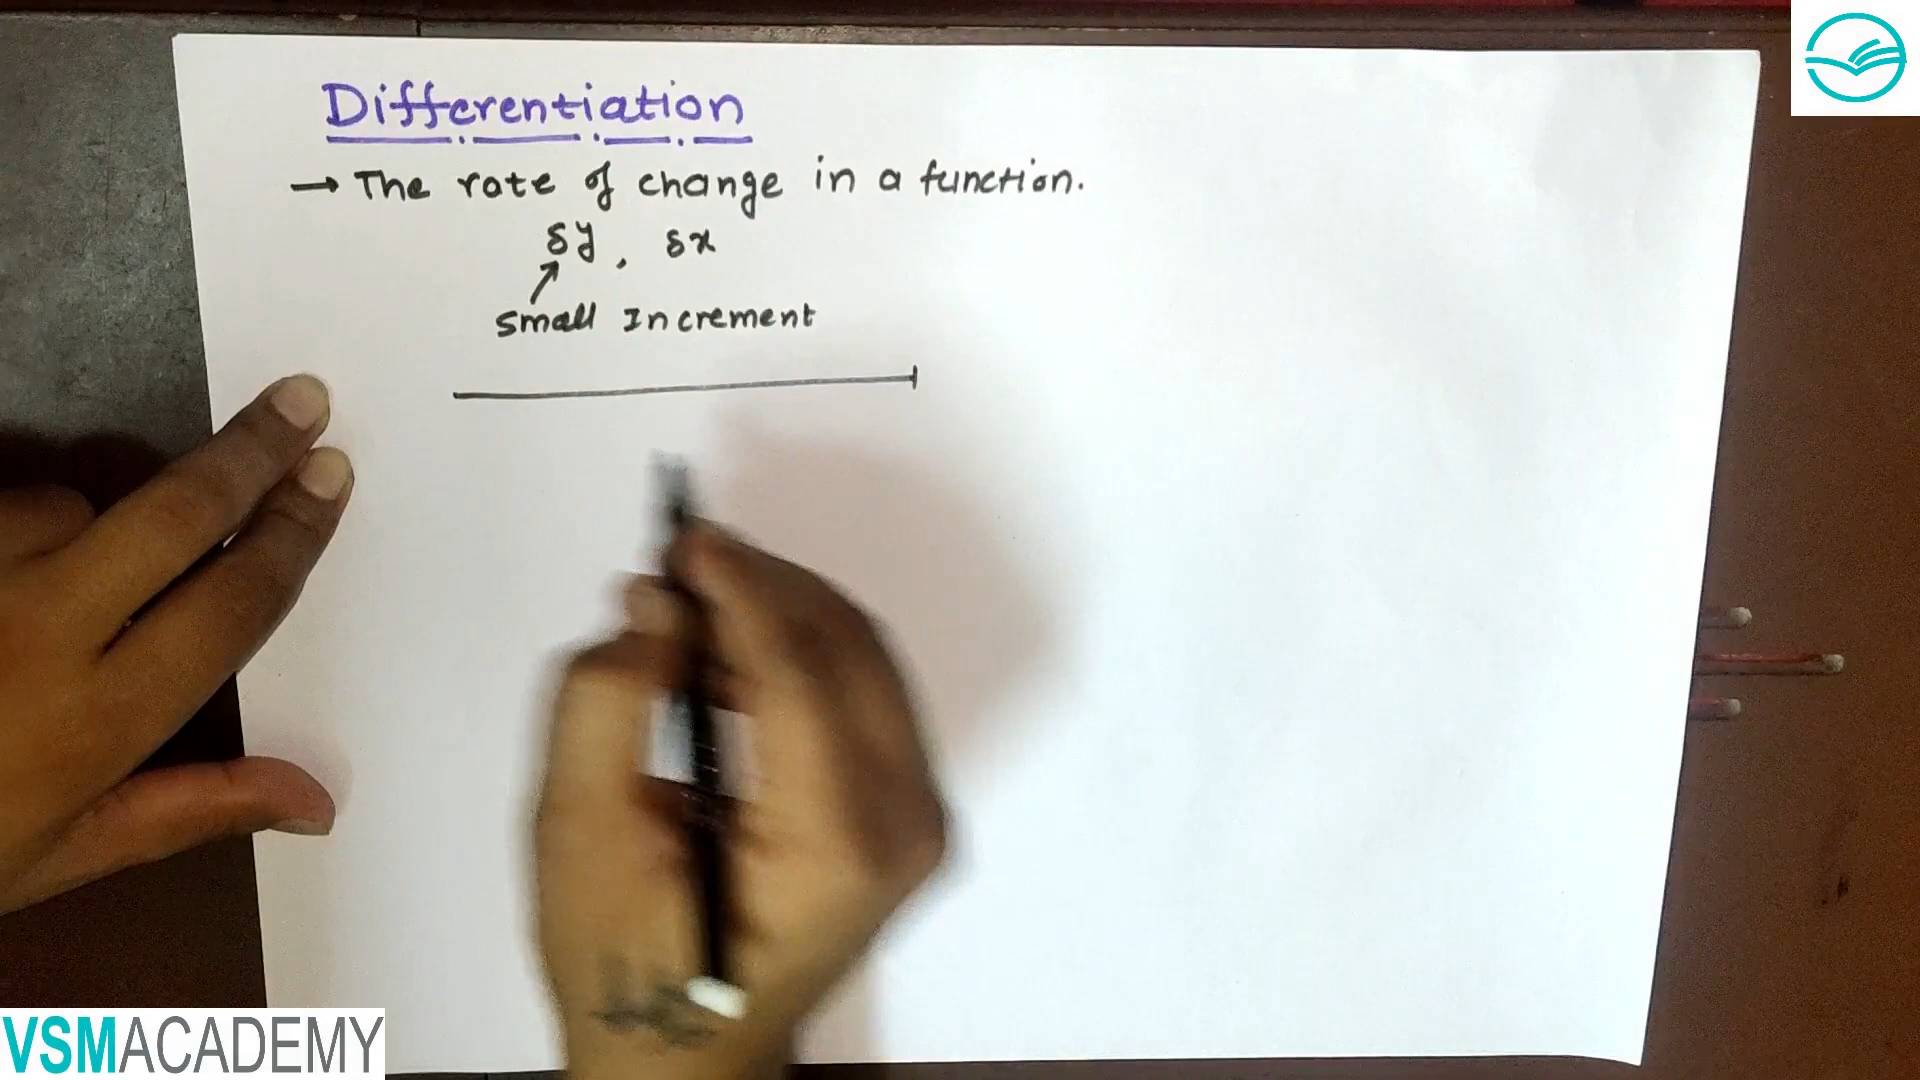 Differentiation
→ The rate of change in a function.
δy, δx
small Increment
VSMACADEMY